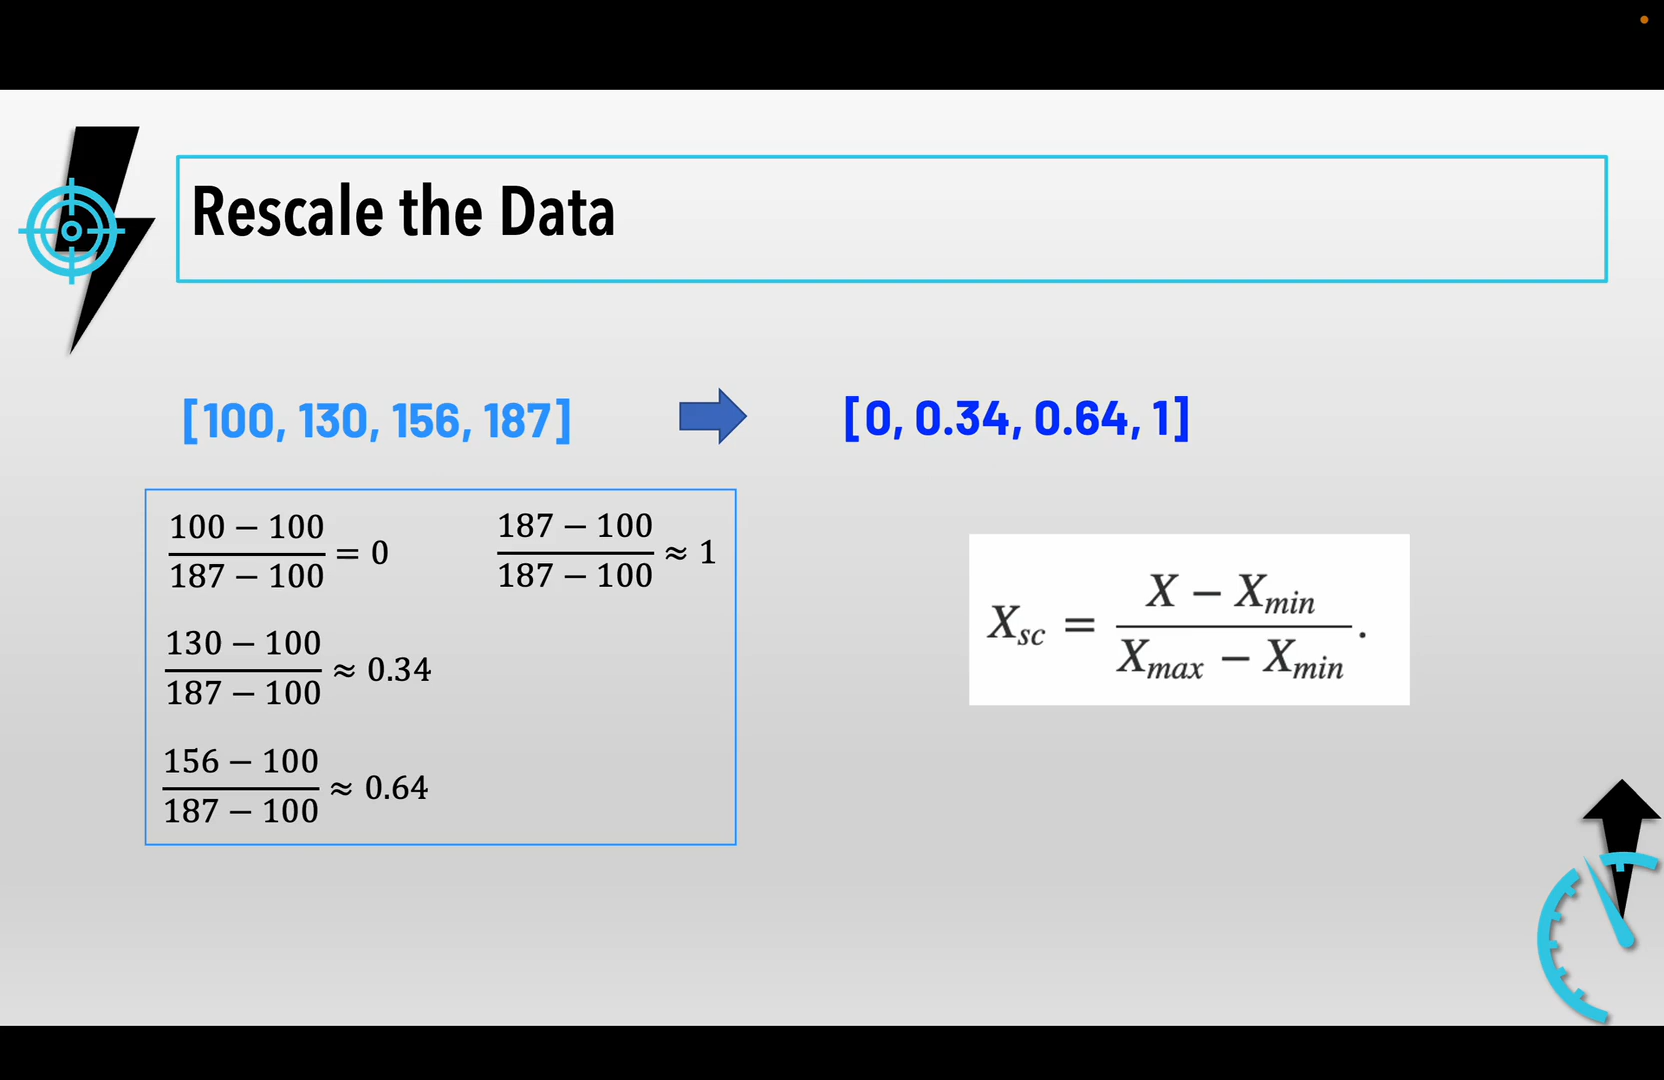 Rescale the Data
[100, 130, 156, 187]
[0, 0.34, 0.64, 1]
100 − 100
187 − 100
= 0
187 − 100
187 − 100
≈ 1
130 − 100
187 − 100
≈ 0.34
156 − 100
187 − 100
≈ 0.64
Xsc =
X − Xmin
Xmax − Xmin
.